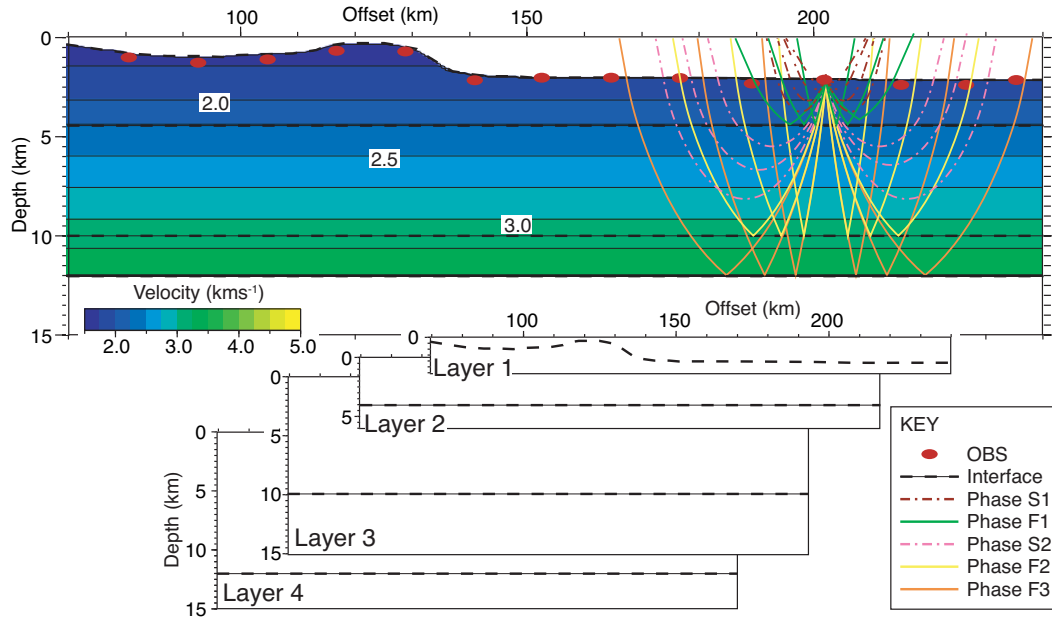 100 Offset (km) 150 200
0
5
10
15
Depth (km)
2.0
2.5
3.0
Velocity (kms⁻¹)
2.0 3.0 4.0 5.0
Offset (km)
100 150 200
0
Layer 1
0
5
Layer 2
0
5
10
15
Layer 3
0
5
10
15
Depth (km)
Layer 4
KEY
OBS
Interface
Phase S1
Phase F1
Phase S2
Phase F2
Phase F3